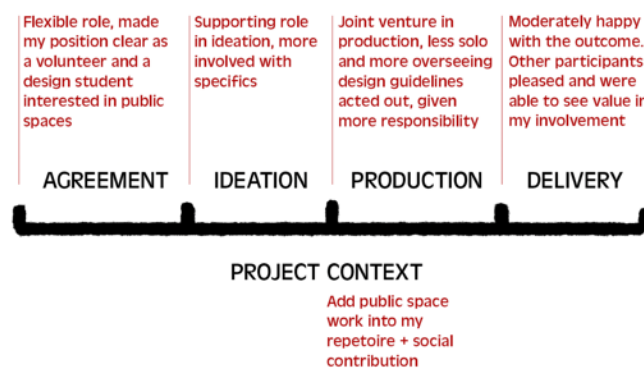 Flexible role, made
my position clear as
a volunteer and a
design student
interested in public
spaces
Supporting role
in ideation, more
involved with
specifics
Joint venture in
production, less solo
and more overseeing
design guidelines
acted out, given
more responsibility
Moderately happy
with the outcome.
Other participants
pleased and were
able to see value in
my involvement
AGREEMENT
IDEATION
PRODUCTION
DELIVERY
PROJECT CONTEXT
Add public space
work into my
repetoire + social
contribution